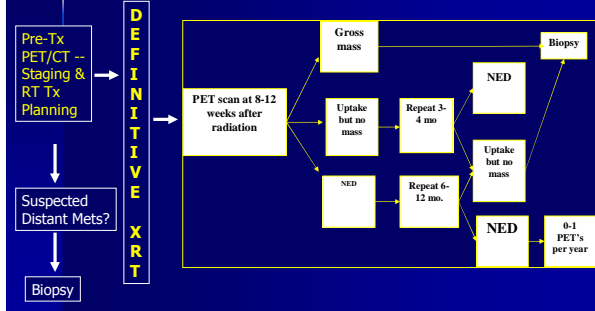 Pre-Tx
PET/CT --
Staging &
RT Tx
Planning
Suspected
Distant Mets?
Biopsy
D
E
F
I
N
I
T
I
V
E
X
R
T
PET scan at 8-12
weeks after
radiation
Gross
mass
Uptake
but no
mass
NED
Repeat 3-
4 mo
Repeat 6-
12 mo.
NED
Uptake
but no
mass
NED
Biopsy
0-1
PET's
per year